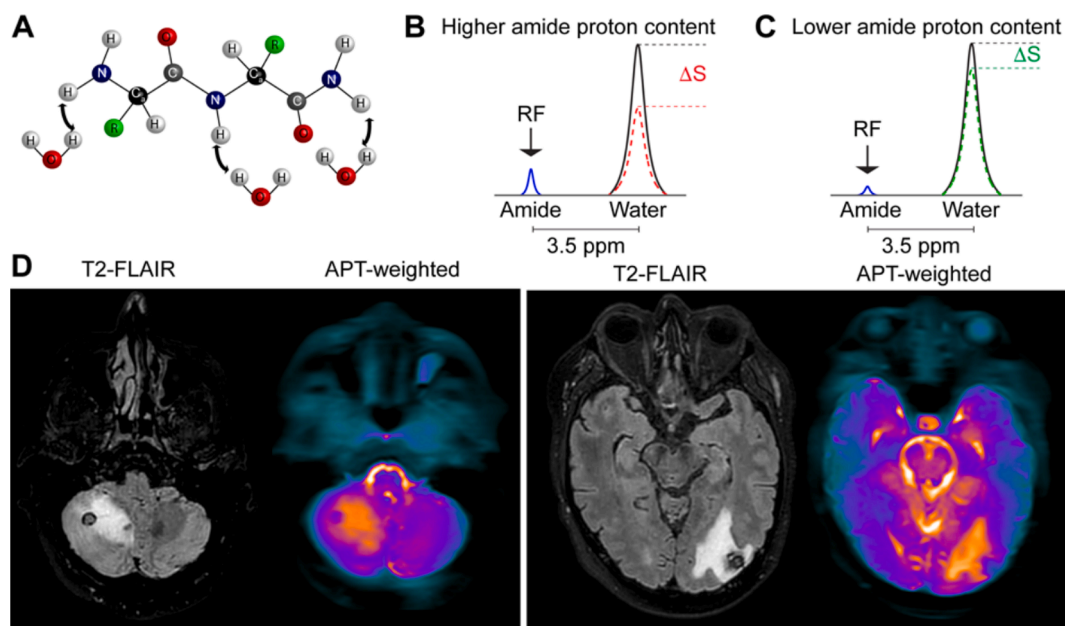 A
H
O
H
R
H
N
C
C
H
N
C
C
N
H
R
H
H
O
H
H
H
O
H
H
O
H
H
O
B Higher amide proton content
ΔS
RF
Amide Water
3.5 ppm
C Lower amide proton content
ΔS
RF
Amide Water
3.5 ppm
D
T2-FLAIR APT-weighted
T2-FLAIR APT-weighted